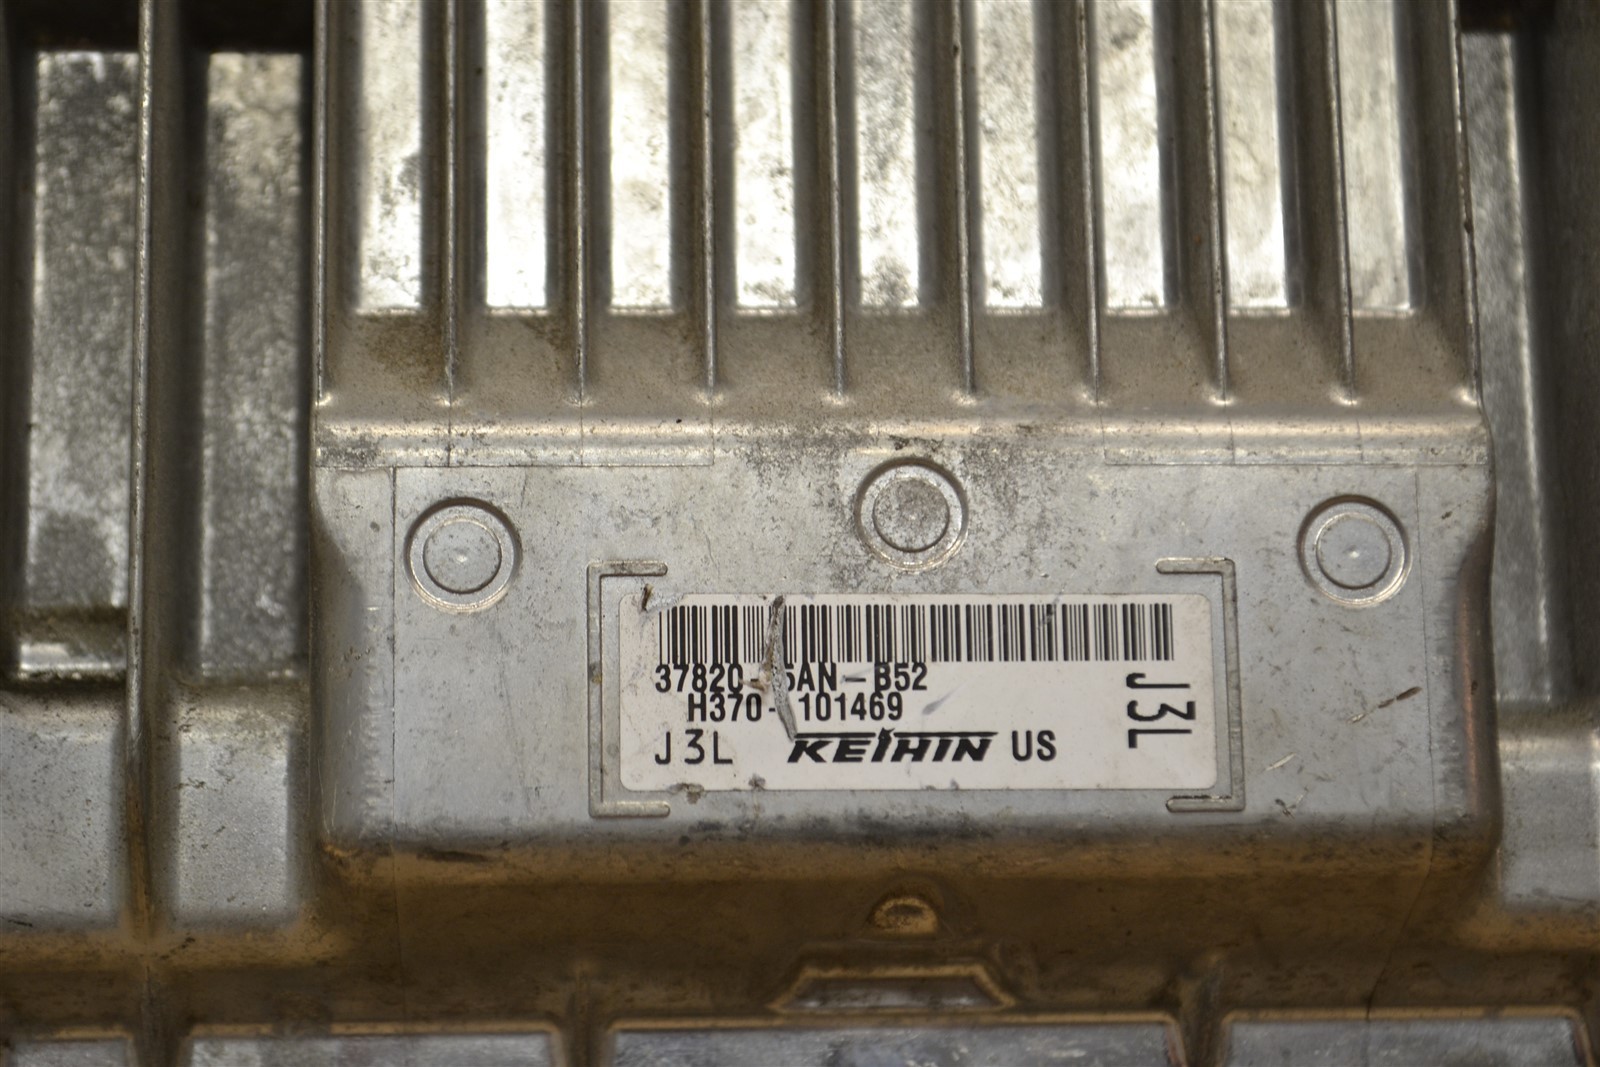 37820-5AN-B52
H370-101469
J3L KEIHIN US
J3L